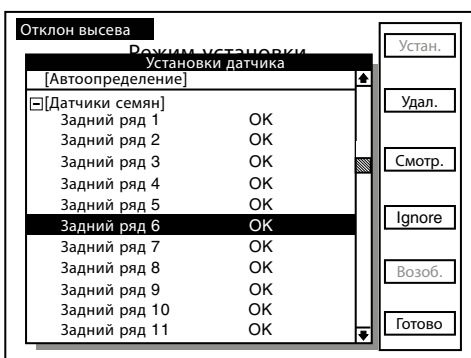 Отклон высева
Режим установки
Установки датчика
[Автоопределение]
[Датчики семян]
Задний ряд 1 OK
Задний ряд 2 OK
Задний ряд 3 OK
Задний ряд 4 OK
Задний ряд 5 OK
Задний ряд 6 OK
Задний ряд 7 OK
Задний ряд 8 OK
Задний ряд 9 OK
Задний ряд 10 OK
Задний ряд 11 OK
Устан.
Удал.
Смотр.
Ignore
Возоб.
Готово